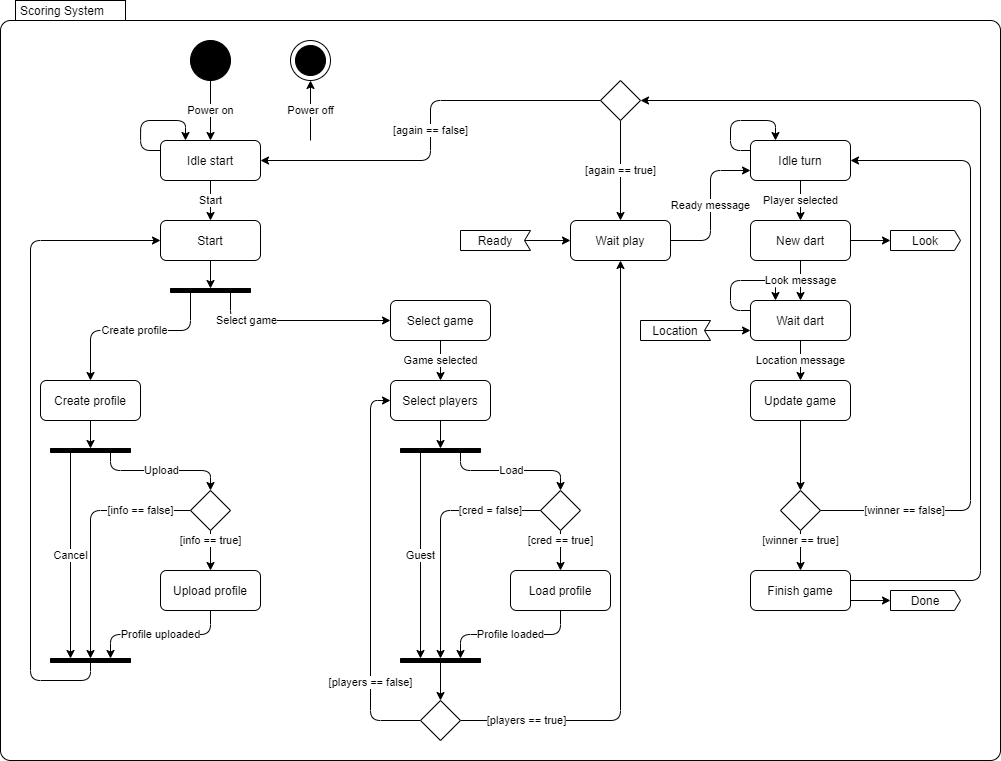 Scoring System
Power on
Power off
[again == false]
Idle start
Idle turn
[again == true]
Start
Player selected
Ready message
Start
Ready
Wait play
New dart
Look
Look message
Create profile
Select game
Select game
Wait dart
Location
Game selected
Location message
Create profile
Select players
Update game
Upload
Load
[info == false]
[cred = false]
[winner == false]
[info == true]
[cred == true]
[winner == true]
Cancel
Guest
Upload profile
Load profile
Finish game
Done
Profile uploaded
Profile loaded
[players == false]
[players == true]